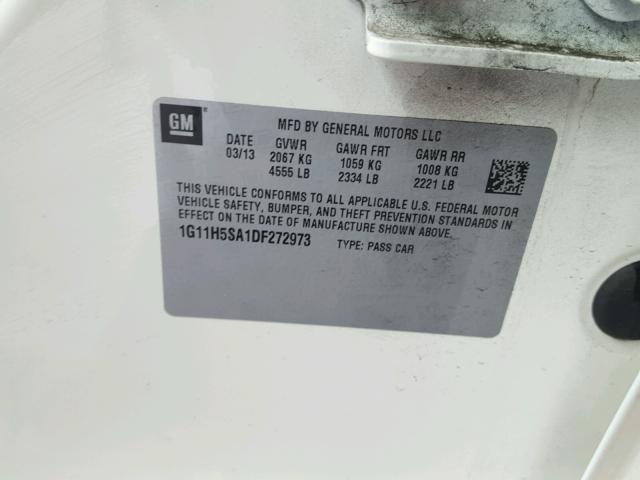 GM
MFD BY GENERAL MOTORS LLC
DATE GVWR GAWR FRT GAWR RR
03/13 2067 KG 1059 KG 1008 KG
4556 LB 2334 LB 2221 LB
THIS VEHICLE CONFORMS TO ALL APPLICABLE U.S. FEDERAL MOTOR
VEHICLE SAFETY, BUMPER, AND THEFT PREVENTION STANDARDS IN
EFFECT ON THE DATE OF MANUFACTURE SHOWN ABOVE.
1G11H5SA1DF272973 TYPE: PASS CAR